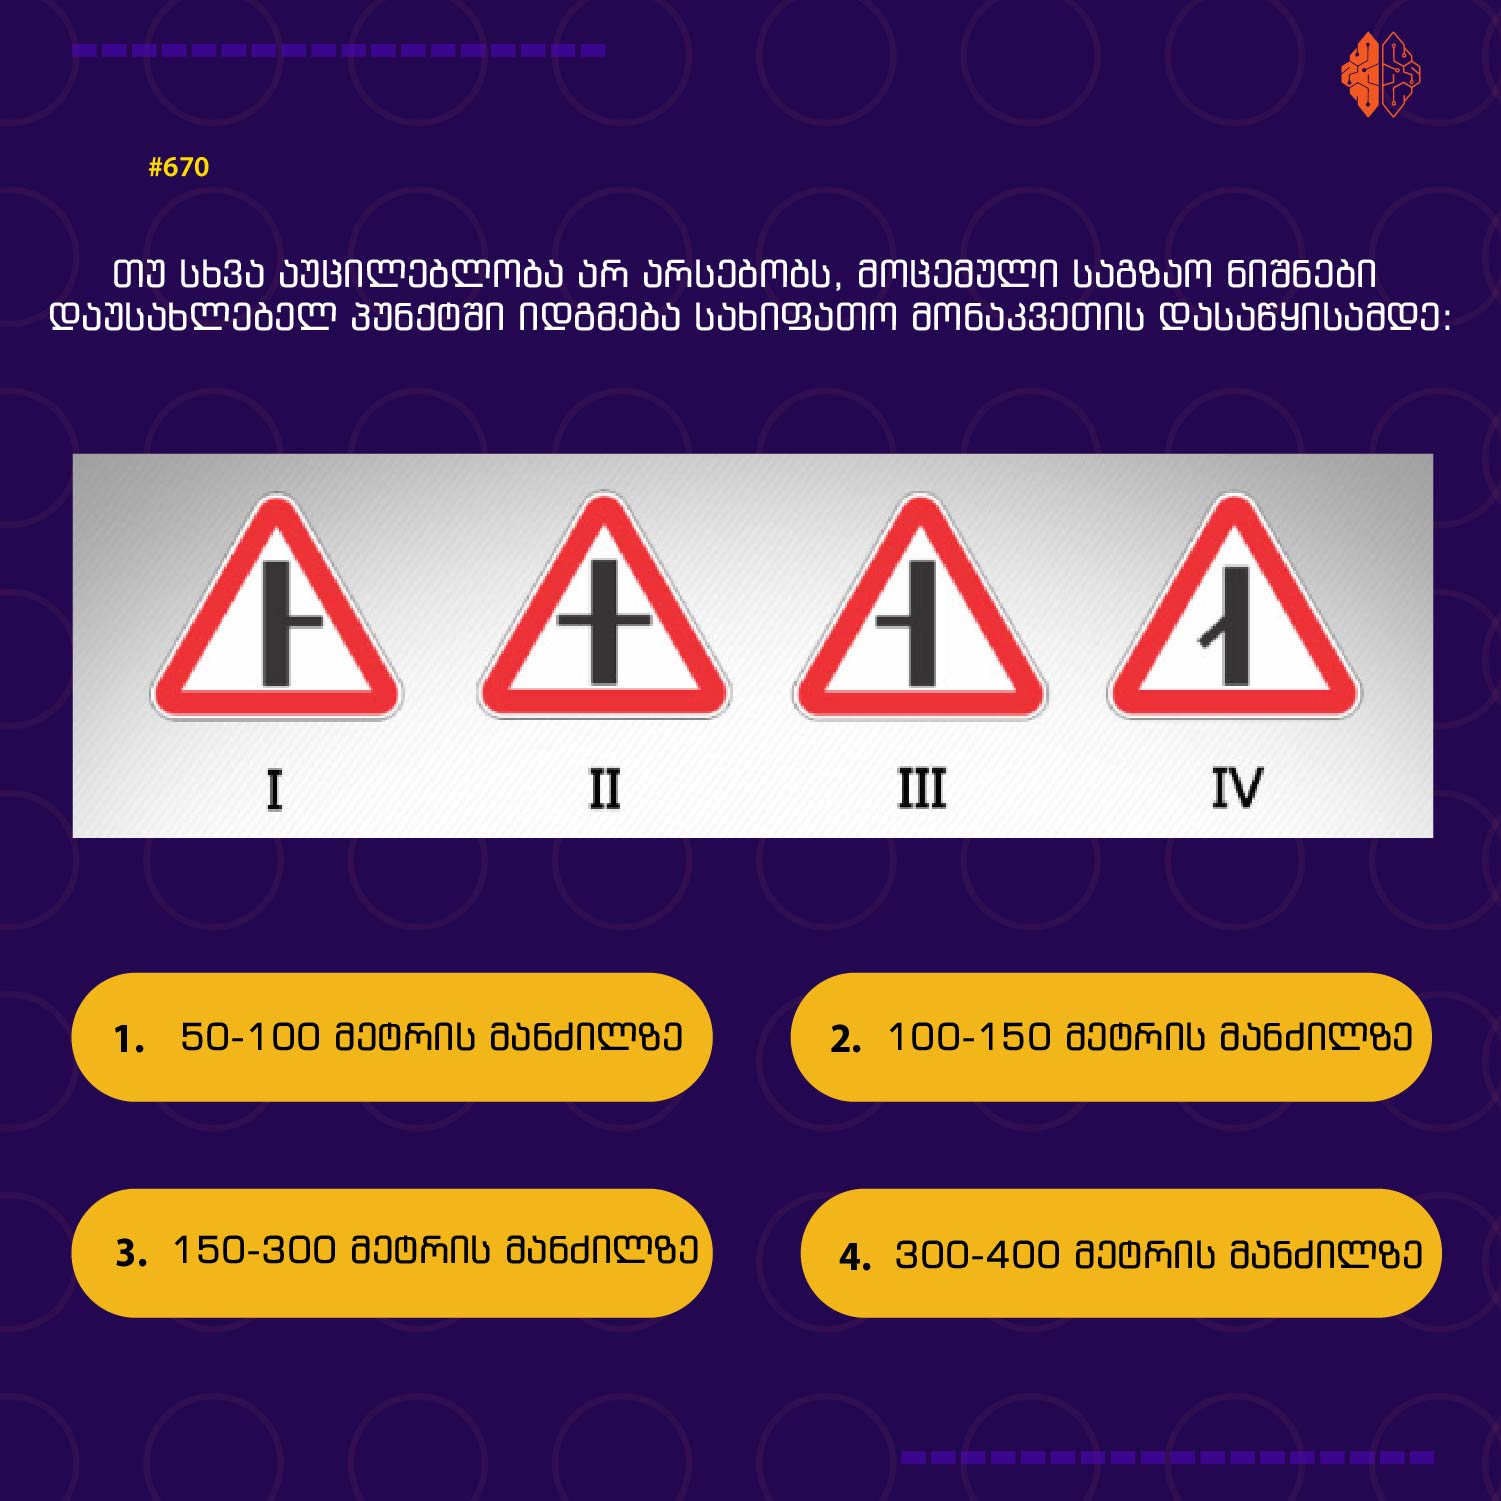 #670
თუ სხვა აუცილებლობა არ არსებობს, მოცემული საგზაო ნიშნები
დაუსახლებელ პუნქტში იდგმება სახიფათო მონაკვეთის დასაწყისამდე:
I II III IV
1. 50-100 მეტრის მანძილზე
2. 100-150 მეტრის მანძილზე
3. 150-300 მეტრის მანძილზე
4. 300-400 მეტრის მანძილზე